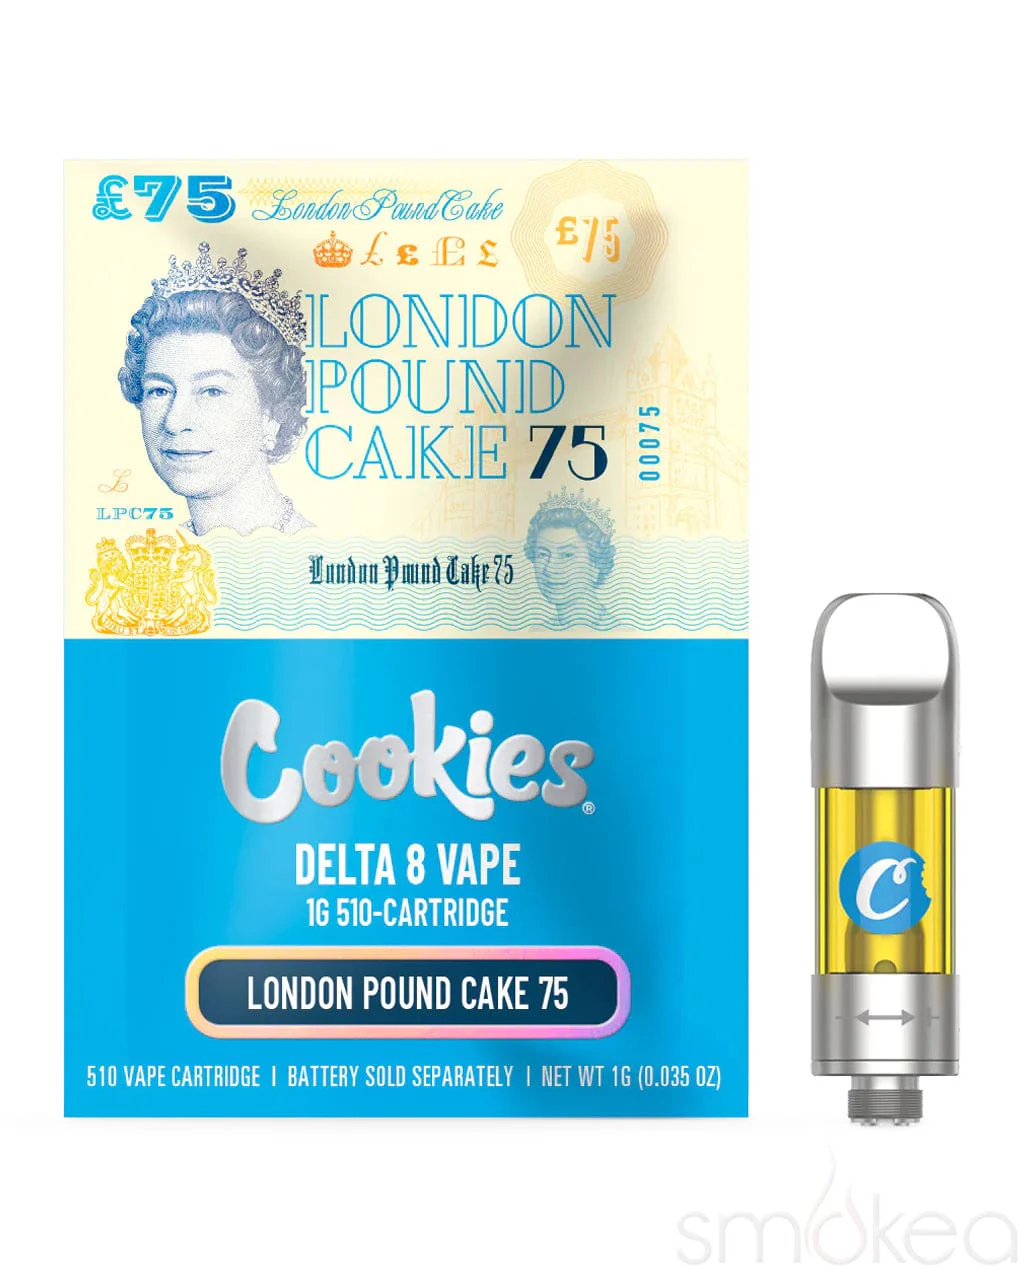 £75
London Pound Cake
£ £ £ £
£75
LONDON
POUND
CAKE 75
00075
£
LPC75
London Pound Cake 75
Cookies®
DELTA 8 VAPE
1G 510-CARTRIDGE
LONDON POUND CAKE 75
510 VAPE CARTRIDGE | BATTERY SOLD SEPARATELY | NET WT 1G (0.035 OZ)
C
smokea